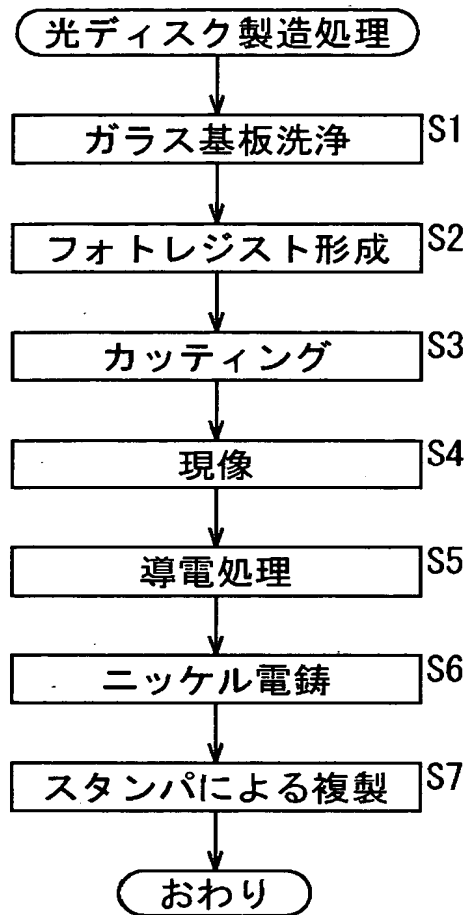 光ディスク製造処理
ガラス基板洗浄 S1
フォトレジスト形成 S2
カッティング S3
現像 S4
導電処理 S5
ニッケル電鋳 S6
スタンパによる複製 S7
おわり